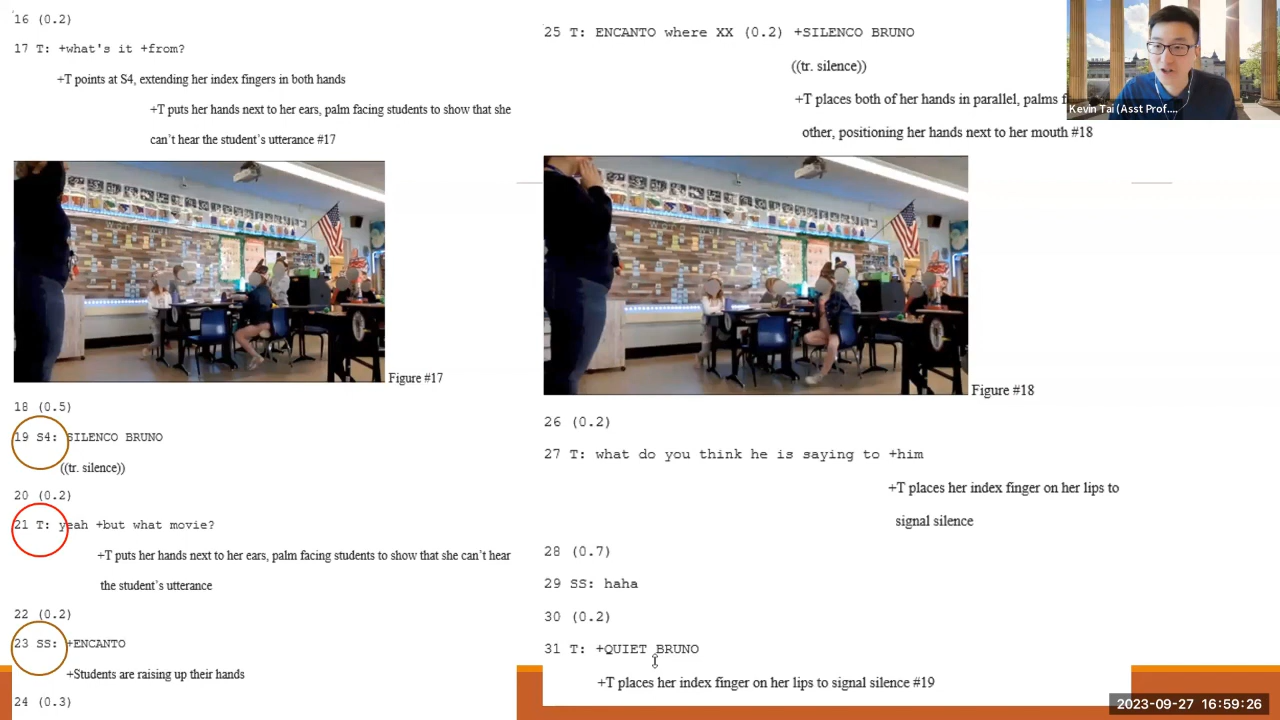 16 (0.2)
17 T: +what's it +from?
+T points at S4, extending her index fingers in both hands
+T puts her hands next to her ears, palm facing students to show that she
can't hear the student's utterance #17
Figure #17
18 (0.5)
19 S4: SILENCO BRUNO
((tr. silence))
20 (0.2)
21 T: yeah +but what movie?
+T puts her hands next to her ears, palm facing students to show that she can't hear
the student's utterance
22 (0.2)
23 SS: +ENCANTO
+Students are raising up their hands
24 (0.3)
25 T: ENCANTO where XX (0.2) +SILENCO BRUNO
((tr. silence))
+T places both of her hands in parallel, palms
other, positioning her hands next to her mouth #18
Figure #18
26 (0.2)
27 T: what do you think he is saying to +him
+T places her index finger on her lips to
signal silence
28 (0.7)
29 SS: haha
30 (0.2)
31 T: +QUIET BRUNO
+T places her index finger on her lips to signal silence #19
Kevin Tai (Asst Prof....
2023-09-27 16:59:26